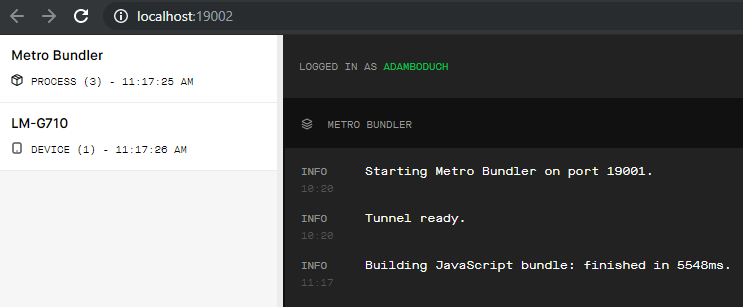 localhost:19002
Metro Bundler
PROCESS (3) - 11:17:25 AM
LM-G710
DEVICE (1) - 11:17:26 AM
LOGGED IN AS ADAMBODUCH
METRO BUNDLER
INFO Starting Metro Bundler on port 19001.
10:20
INFO Tunnel ready.
10:20
INFO Building JavaScript bundle: finished in 5548ms.
11:17